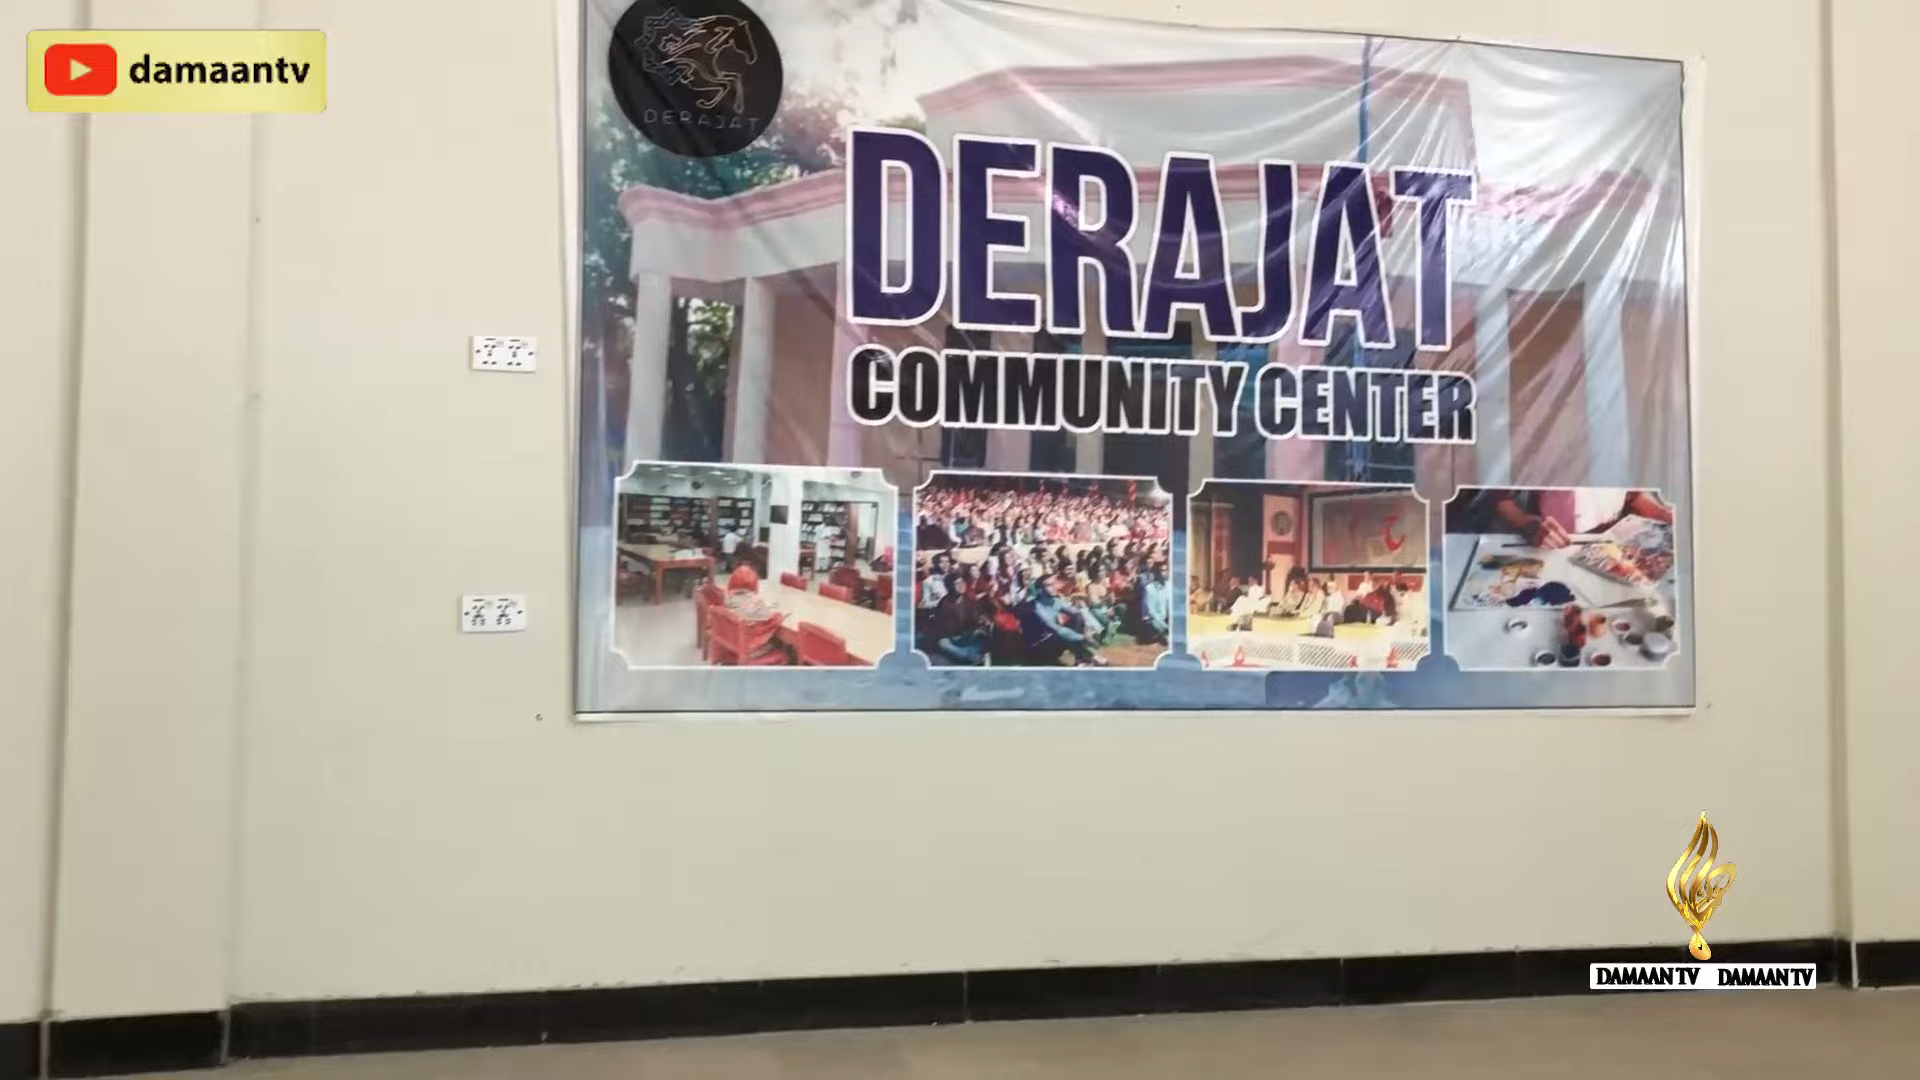 damaantv
DERAJAT
DERAJAT
COMMUNITY CENTER
DAMAAN TV DAMAAN TV